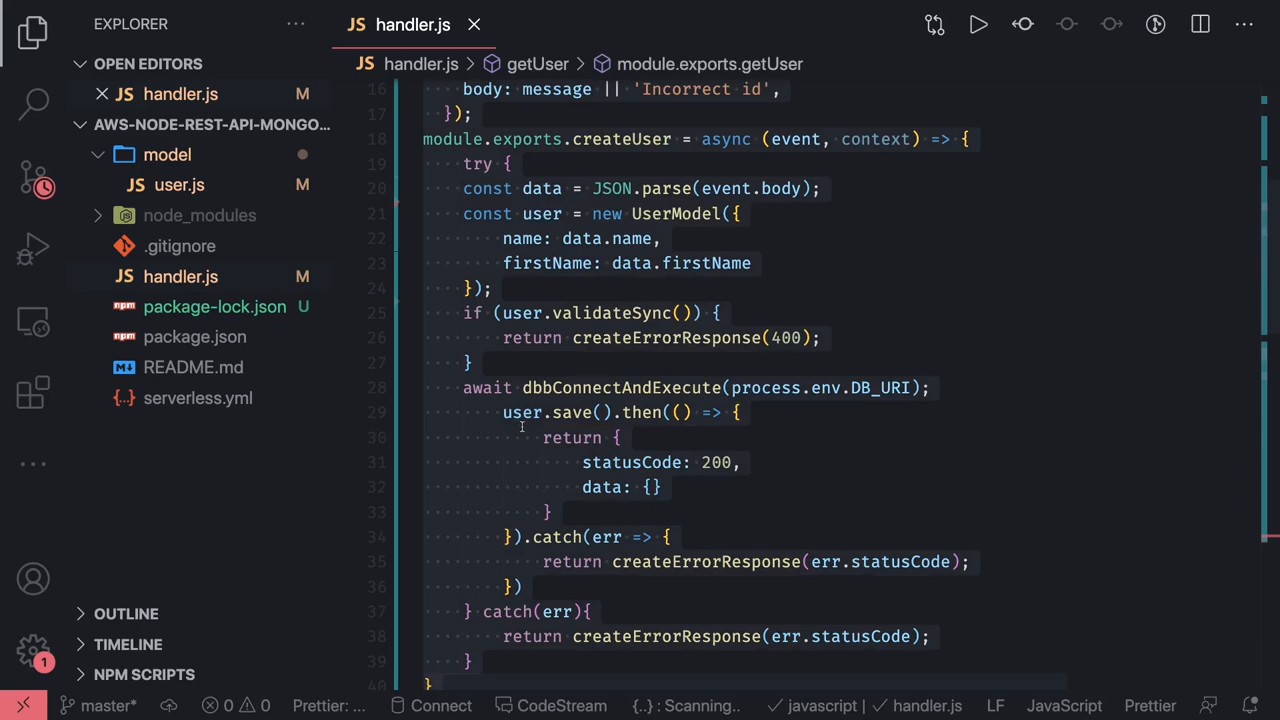 EXPLORER
JS handler.js
OPEN EDITORS
JS handler.js M
AWS-NODE-REST-API-MONGO...
model
JS user.js M
node_modules
.gitignore
JS handler.js M
npm package-lock.json U
npm package.json
README.md
{..} serverless.yml
OUTLINE
TIMELINE
NPM SCRIPTS
JS handler.js > getUser > module.exports.getUser
16 body: message || 'Incorrect id',
17 });
18 module.exports.createUser = async (event, context) => {
19 try {
20 const data = JSON.parse(event.body);
21 const user = new UserModel({
22 name: data.name,
23 firstName: data.firstName
24 });
25 if (user.validateSync()) {
26 return createErrorResponse(400);
27 }
28 await dbbConnectAndExecute(process.env.DB_URI);
29 user.save().then(() => {
30 return {
31 statusCode: 200,
32 data: {}
33 }
34 }).catch(err => {
35 return createErrorResponse(err.statusCode);
36 })
37 } catch(err){
38 return createErrorResponse(err.statusCode);
39 }
40 }
1
master* 0 0 Prettier: ... Connect CodeStream {..} : Scanning.. javascript | handler.js LF JavaScript Prettier